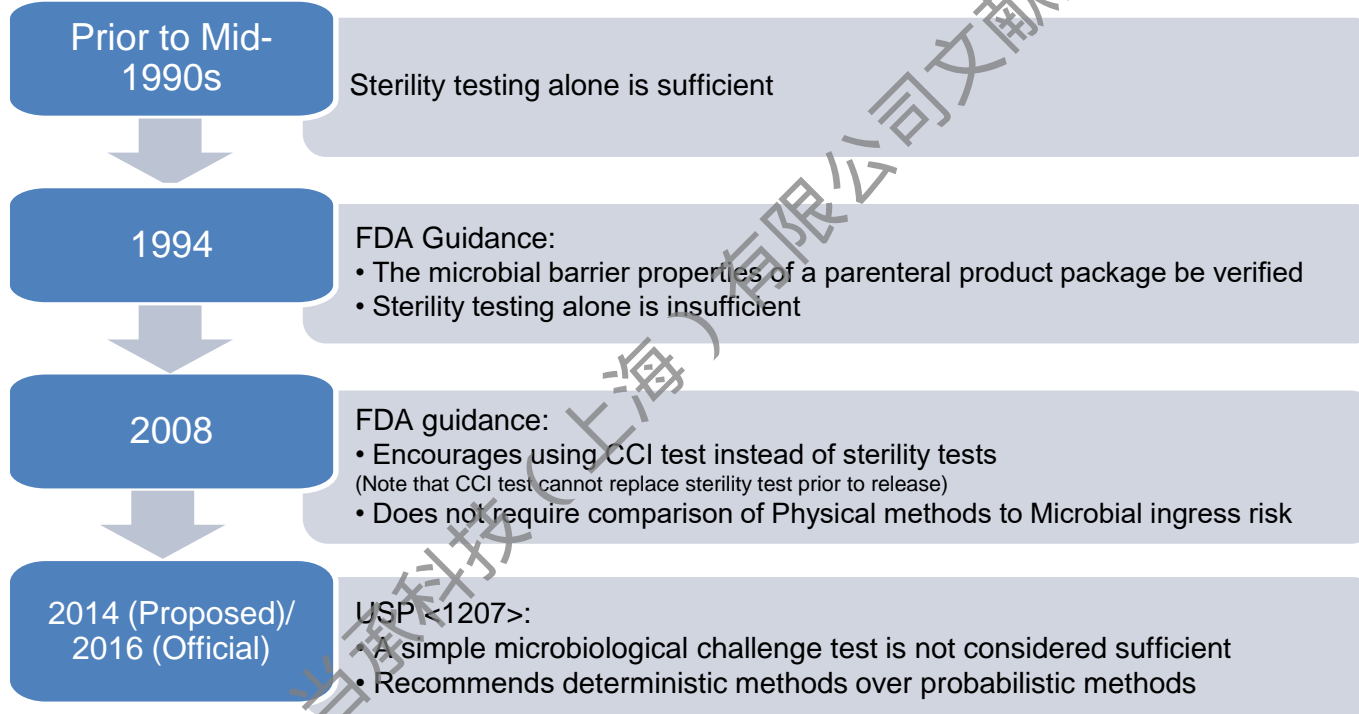 Prior to Mid-
1990s
Sterility testing alone is sufficient
1994
FDA Guidance:
• The microbial barrier properties of a parenteral product package be verified
• Sterility testing alone is insufficient
2008
FDA guidance:
• Encourages using CCI test instead of sterility tests
(Note that CCI test cannot replace sterility test prior to release)
• Does not require comparison of Physical methods to Microbial ingress risk
2014 (Proposed)/
2016 (Official)
USP <1207>:
• A simple microbiological challenge test is not considered sufficient
• Recommends deterministic methods over probabilistic methods
承科技（上海）有限公司文献